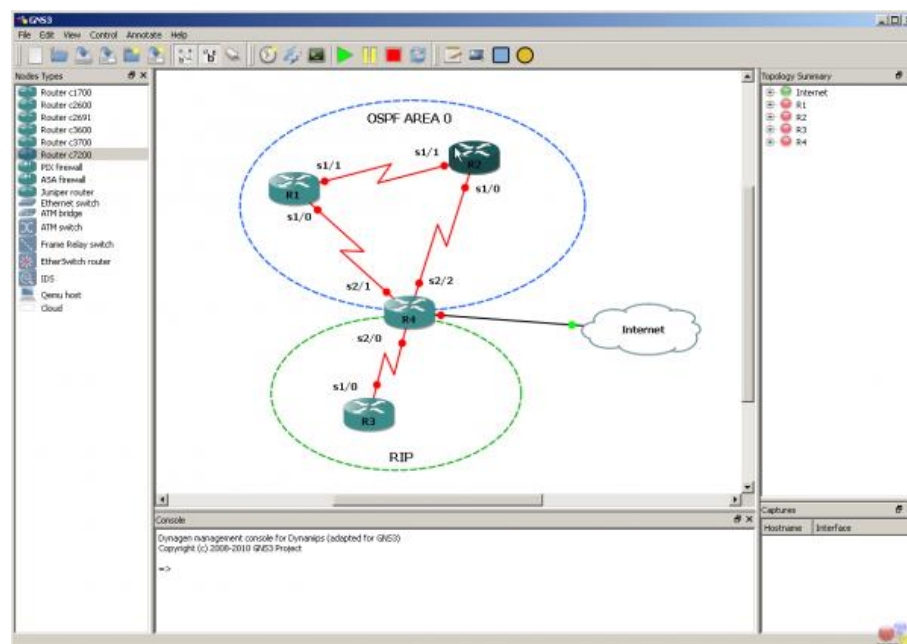 GNS3
File Edit View Control Annotate Help
Nodes Types
Router c1700
Router c2600
Router c2691
Router c3600
Router c3700
Router c7200
PIX firewall
ASA firewall
Juniper router
Ethernet switch
ATM bridge
ATM switch
Frame Relay switch
EtherSwitch router
IDS
Qemu host
Cloud
OSPF AREA 0
s1/1
R2
s1/1
R1
s1/0
s1/0
s2/2
s2/1
R4
Internet
s2/0
s1/0
R3
RIP
Topology Summary
Internet
R1
R2
R3
R4
Console
Dynagen management console for Dynamips (adapted for GNS3)
Copyright (c) 2008-2010 GNS3 Project
=>
Captures
Hostname Interface